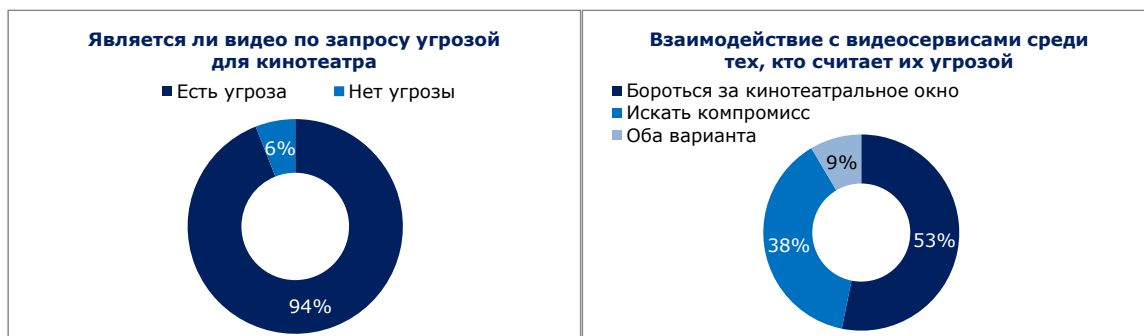 Является ли видео по запросу угрозой
для кинотеатра
Есть угроза Нет угрозы
6%
94%
Взаимодействие с видеосервисами среди
тех, кто считает их угрозой
Бороться за кинотеатральное окно
Искать компромисс
Оба варианта
9%
38%
53%